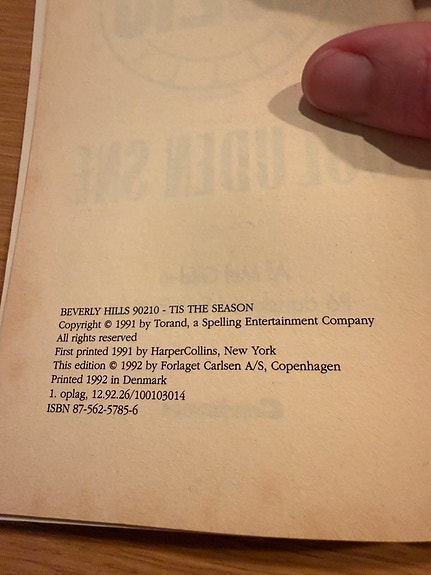 BEVERLY HILLS 90210 - TIS THE SEASON
Copyright © 1991 by Torand, a Spelling Entertainment Company
All rights reserved
First printed 1991 by HarperCollins, New York
This edition © 1992 by Forlaget Carlsen A/S, Copenhagen
Printed 1992 in Denmark
1. oplag, 12.92.26/100103014
ISBN 87-562-5785-6